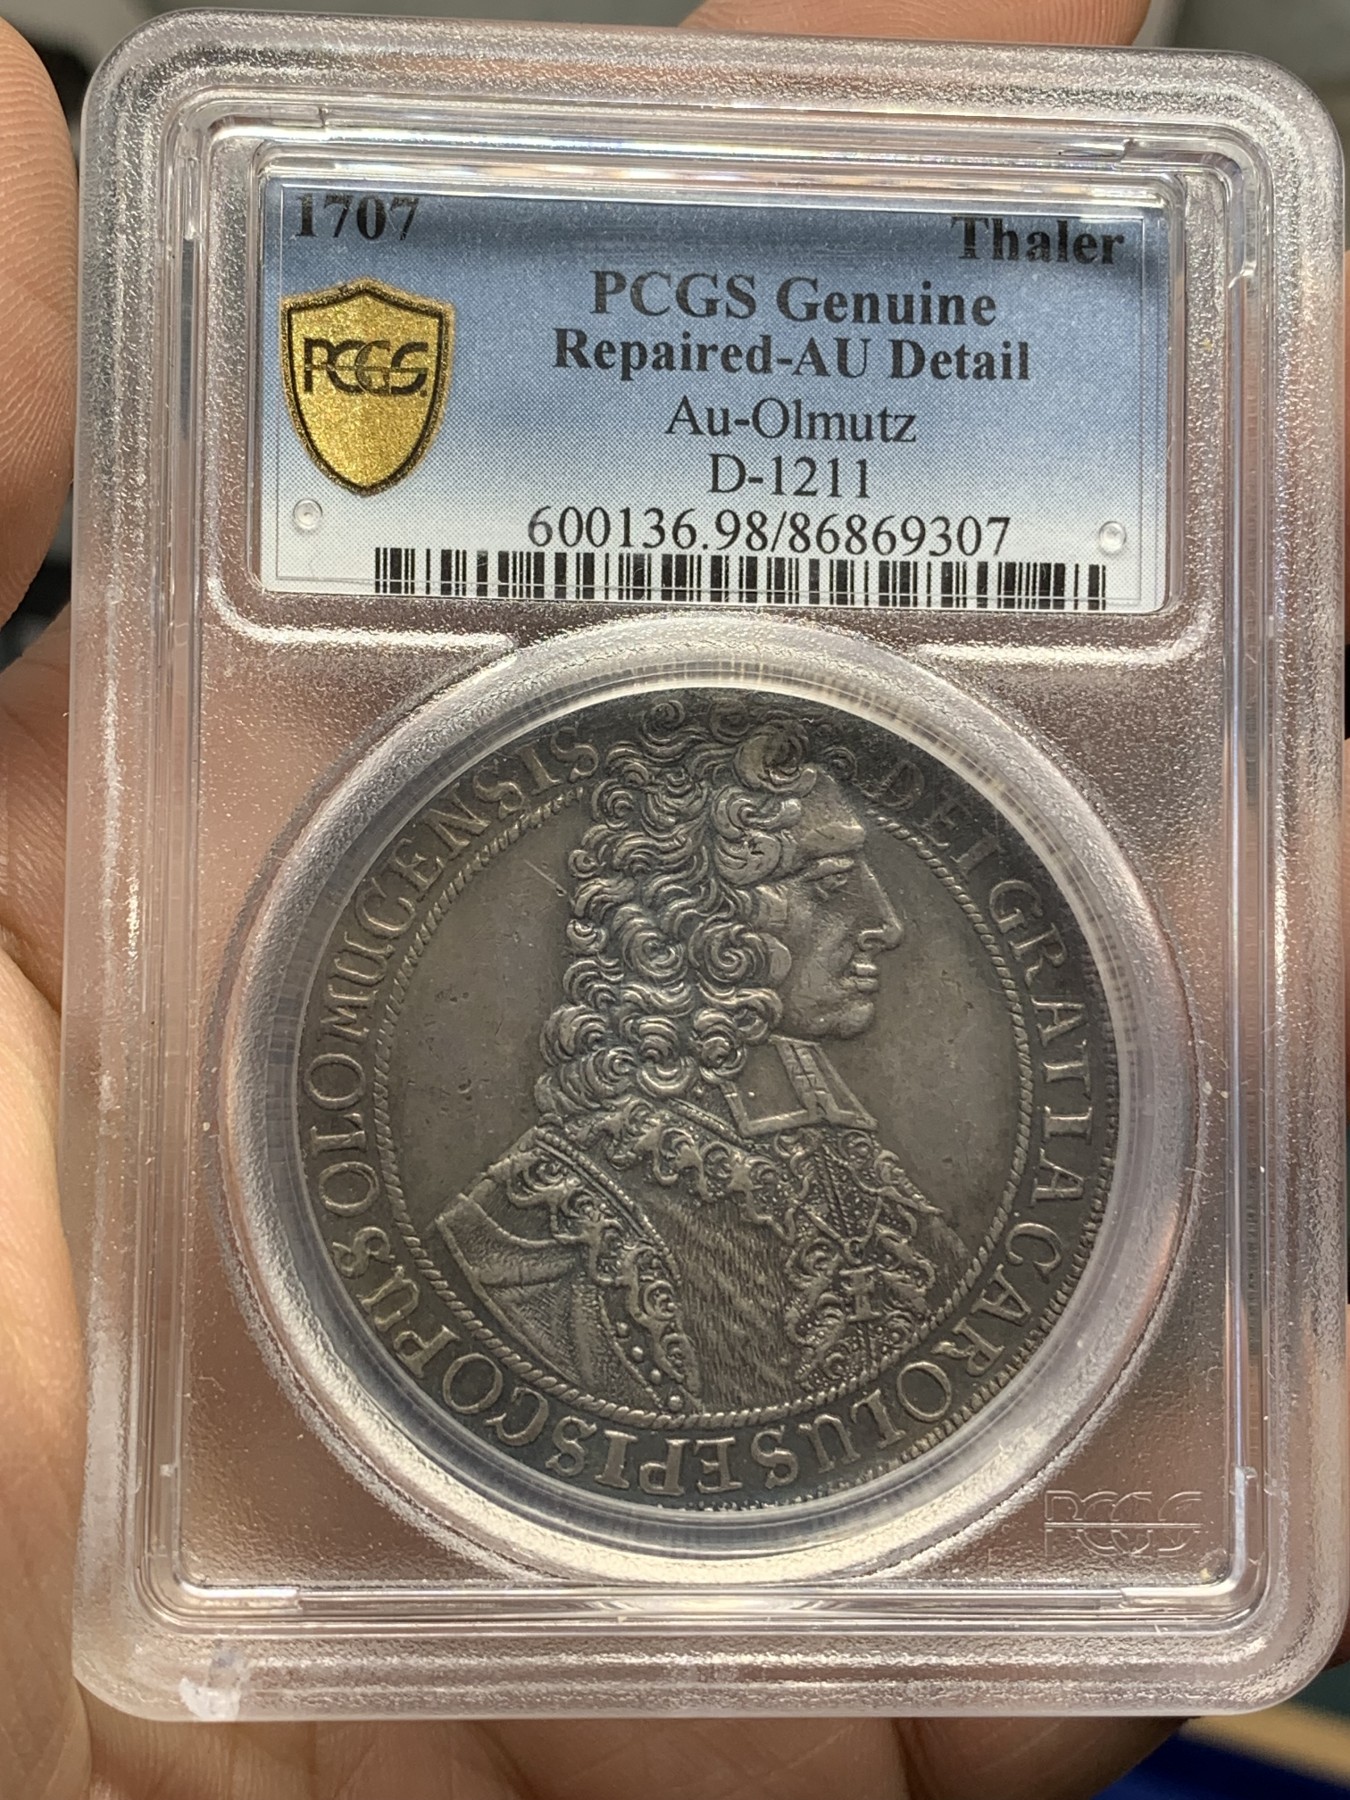 1707
Thaler
PCGS
PCGS Genuine
Repaired-AU Detail
Au-Olmutz
D-1211
600136.98/86869307
DEI GRATIA CAROLUS EPISCOPUS OLOMUCENSIS
PCGS